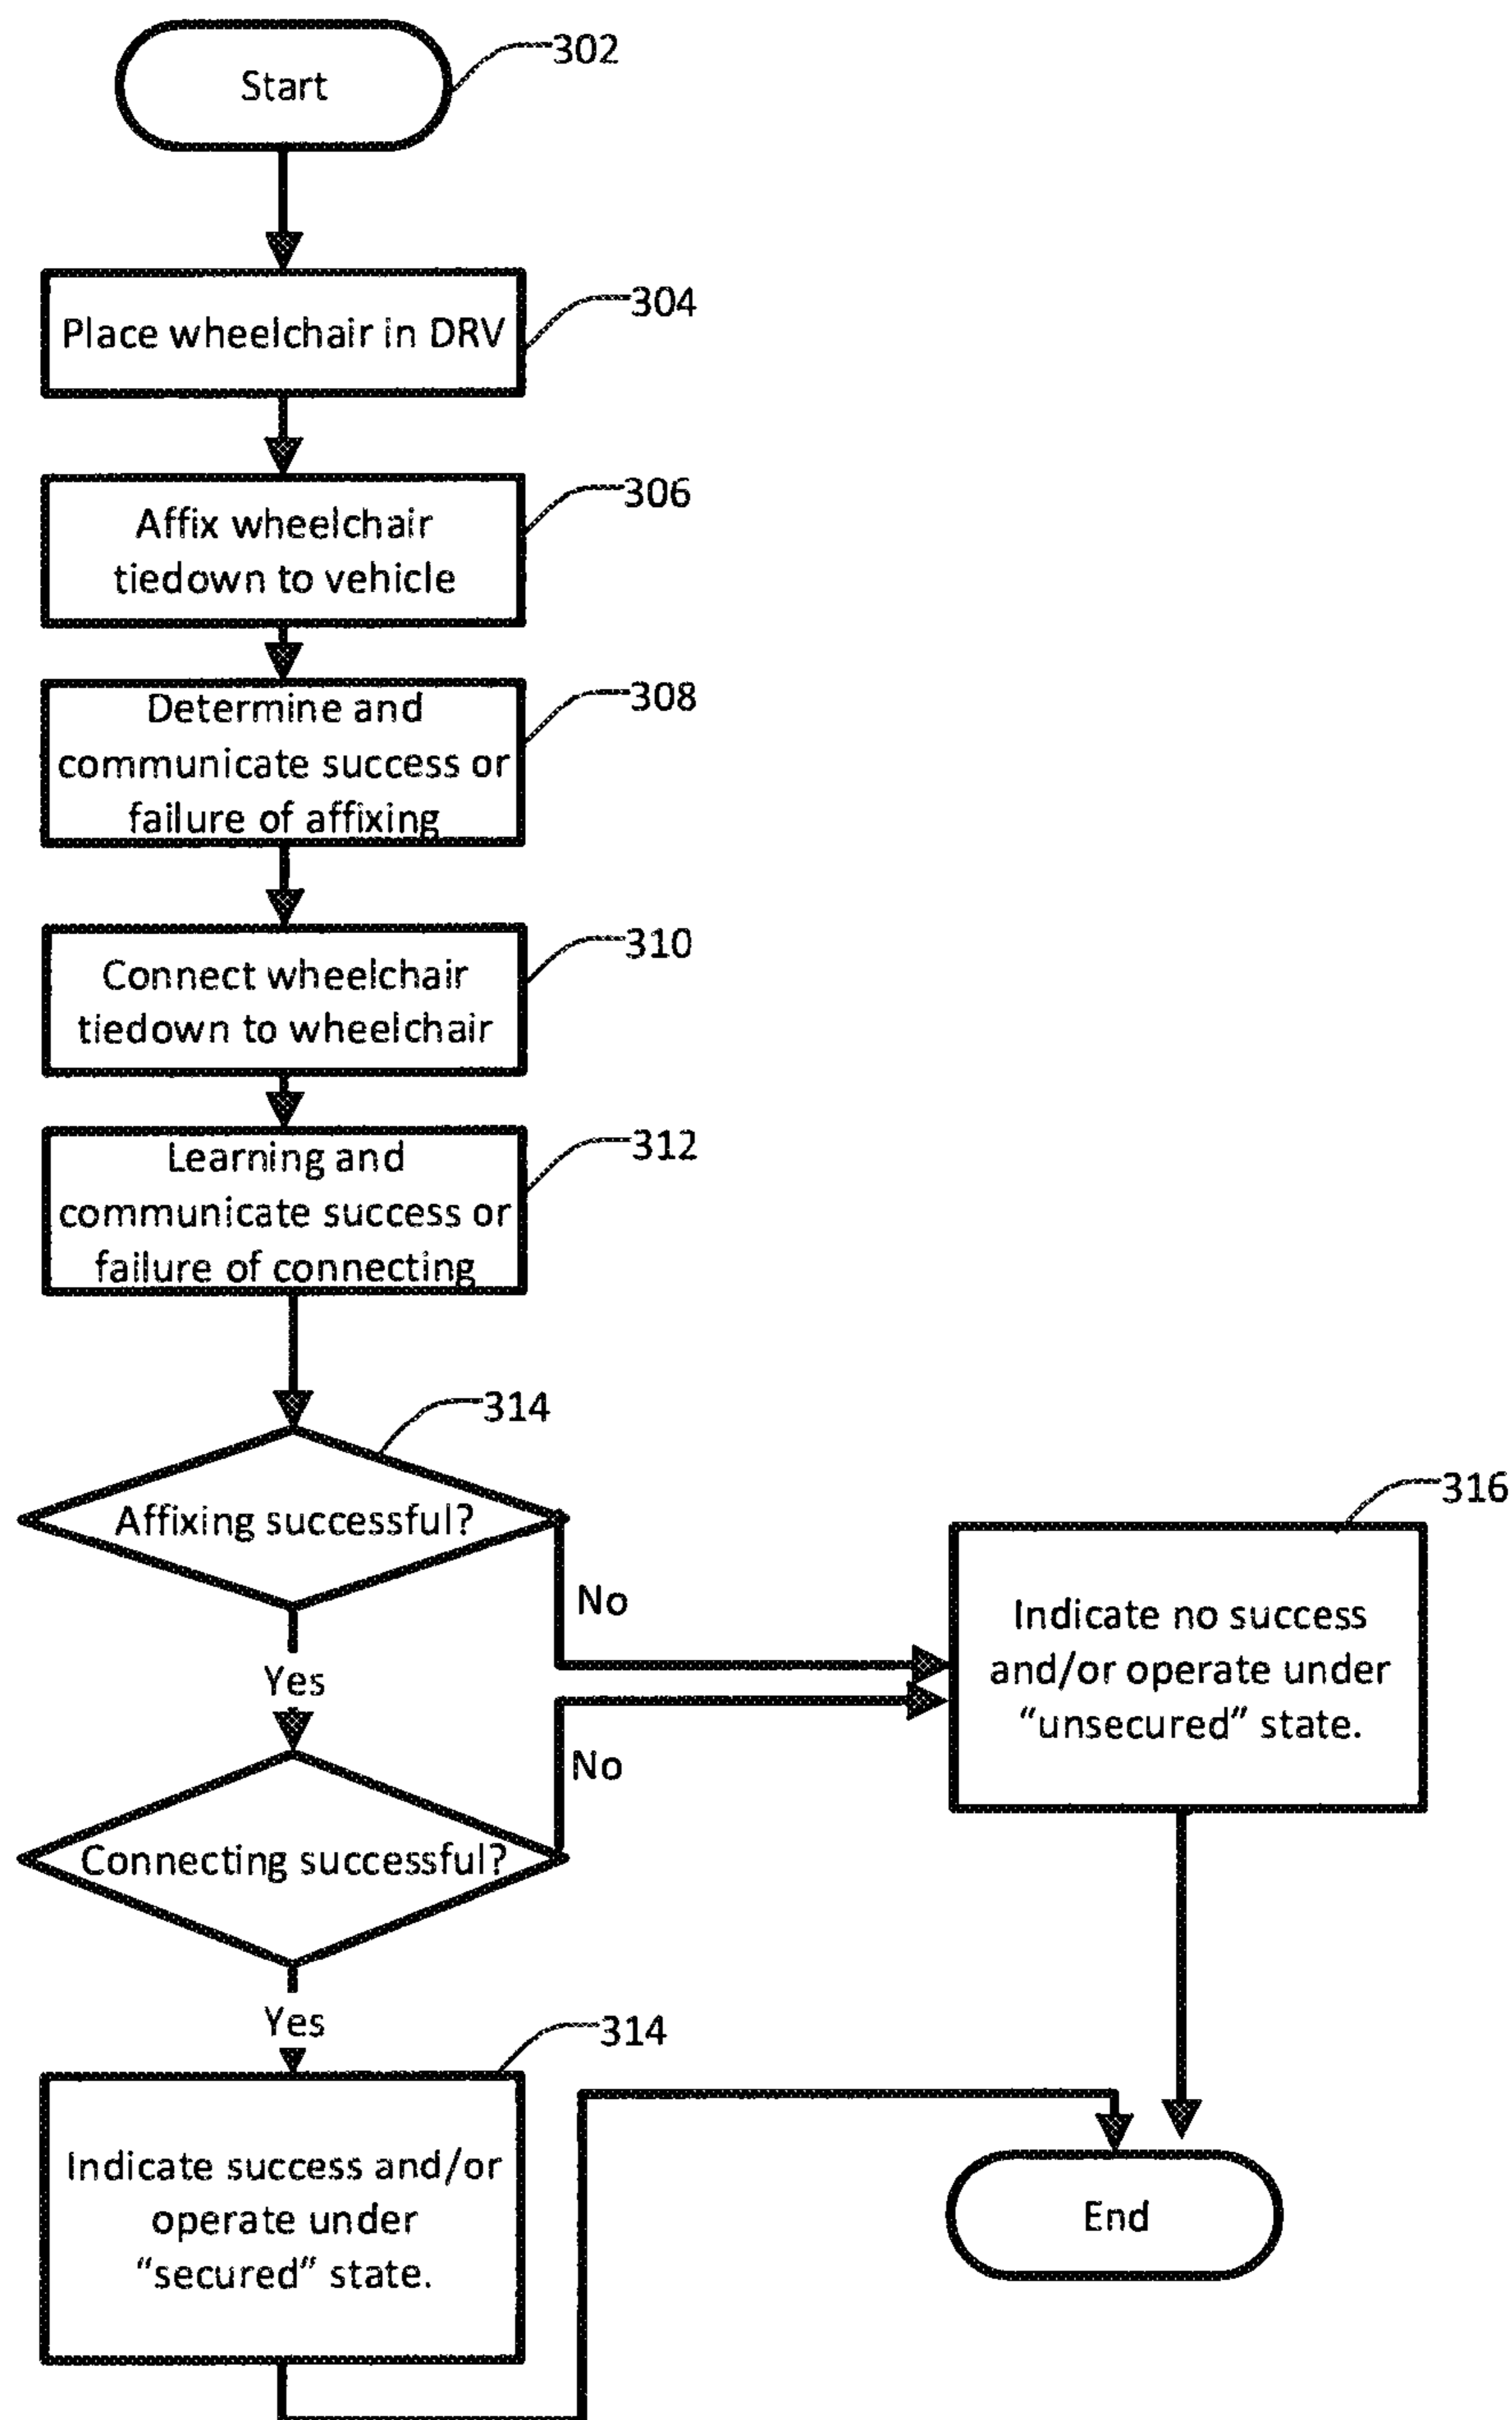 302
Start
304
Place wheelchair in DRV
306
Affix wheelchair
tiedown to vehicle
308
Determine and
communicate success or
failure of affixing
310
Connect wheelchair
tiedown to wheelchair
312
Learning and
communicate success or
failure of connecting
314
Affixing successful?
316
No
Indicate no success
and/or operate under
“unsecured” state.
Yes
No
Connecting successful?
Yes
314
Indicate success and/or
operate under
“secured” state.
End